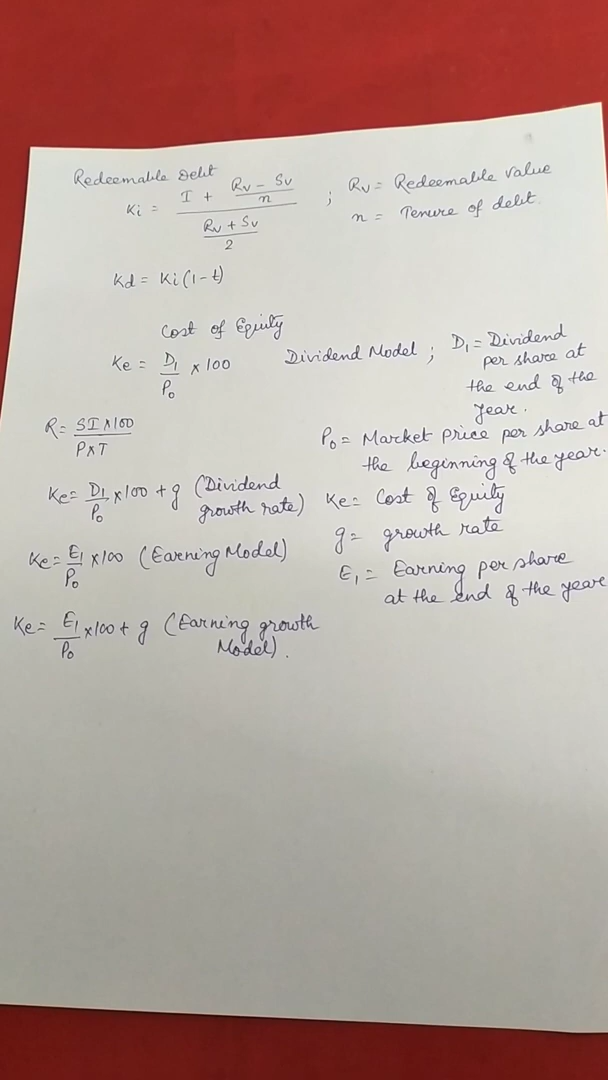 Redeemable Debt
Ki = (I + (Rv - Sv)/n) / ((Rv + Sv)/2) ; Rv = Redeemable value
n = Tenure of debt.
Kd = Ki(1-t)
Cost of Equity
Ke = D1/P0 x 100 Dividend Model ; D1 = Dividend
per share at
the end of the
year.
R = SI x 100 / P x T
P0 = Market price per share at
the beginning of the year.
Ke = D1/P0 x 100 + g (Dividend
growth rate)
Ke = Cost of Equity
g = growth rate
Ke = E1/P0 x 100 (Earning Model)
E1 = Earning per share
at the end of the year
Ke = E1/P0 x 100 + g (Earning growth
Model).